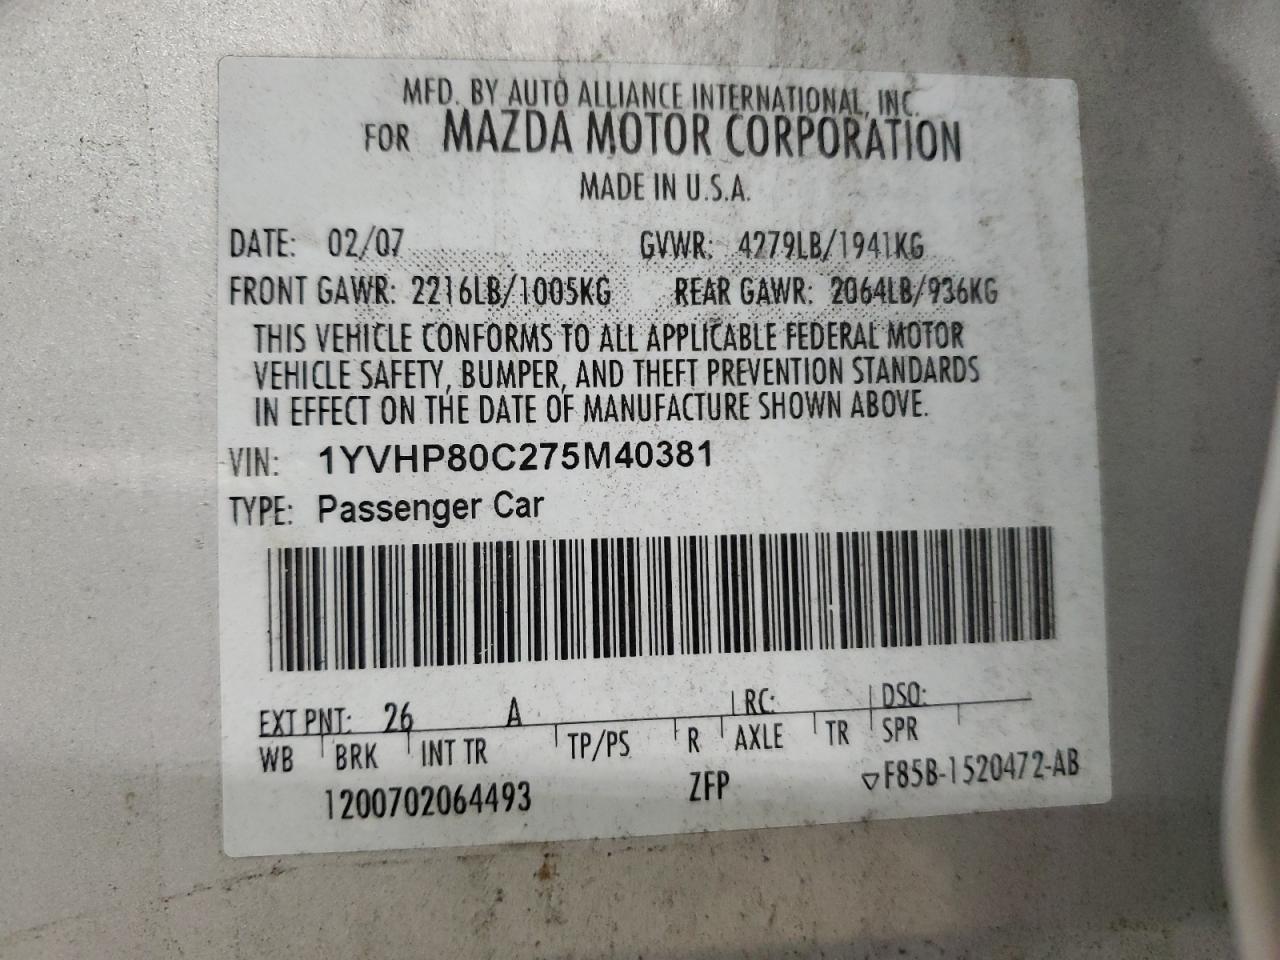 MFD. BY AUTO ALLIANCE INTERNATIONAL, INC.
FOR MAZDA MOTOR CORPORATION
MADE IN U.S.A.
DATE: 02/07 GVWR: 4279LB/1941KG
FRONT GAWR: 2216LB/1005KG REAR GAWR: 2064LB/936KG
THIS VEHICLE CONFORMS TO ALL APPLICABLE FEDERAL MOTOR
VEHICLE SAFETY, BUMPER, AND THEFT PREVENTION STANDARDS
IN EFFECT ON THE DATE OF MANUFACTURE SHOWN ABOVE.
VIN: 1YVHP80C275M40381
TYPE: Passenger Car
EXT PNT: 26 A RC: DSO:
WB BRK INT TR TP/PS R AXLE TR SPR
1200702064493 ZFP ▽F85B-1520472-AB